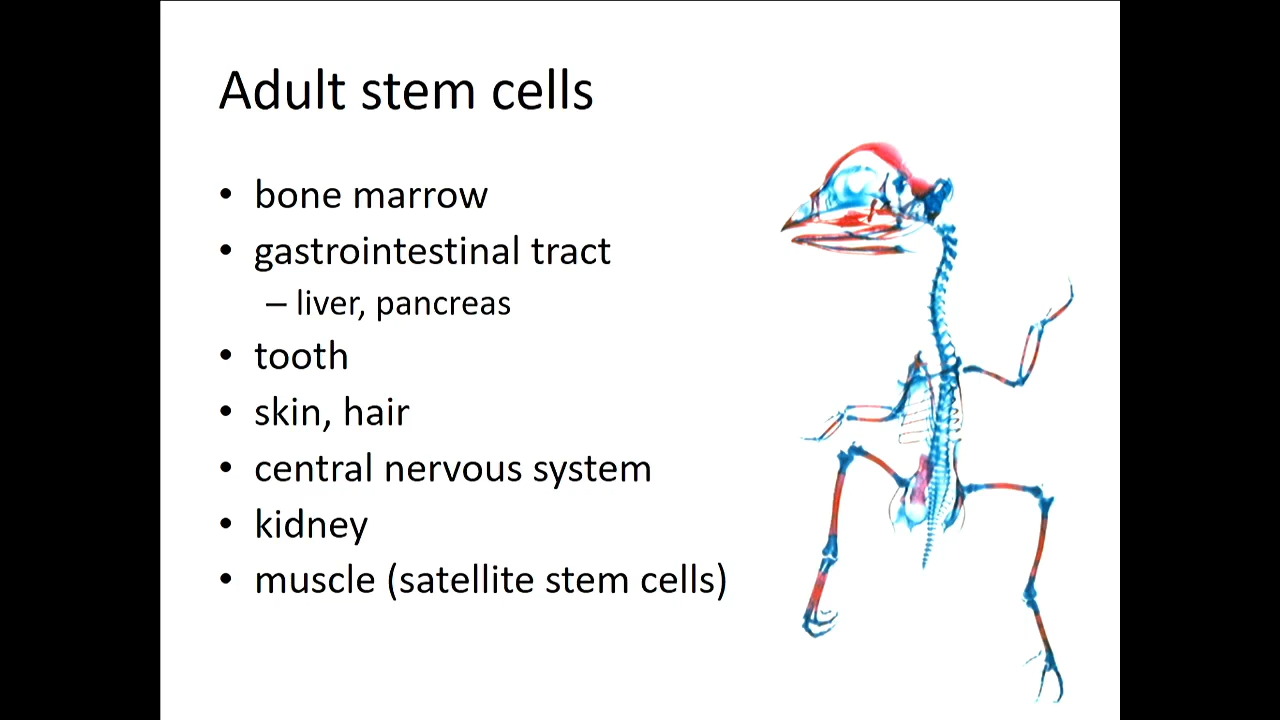 Adult stem cells
• bone marrow
• gastrointestinal tract
– liver, pancreas
• tooth
• skin, hair
• central nervous system
• kidney
• muscle (satellite stem cells)